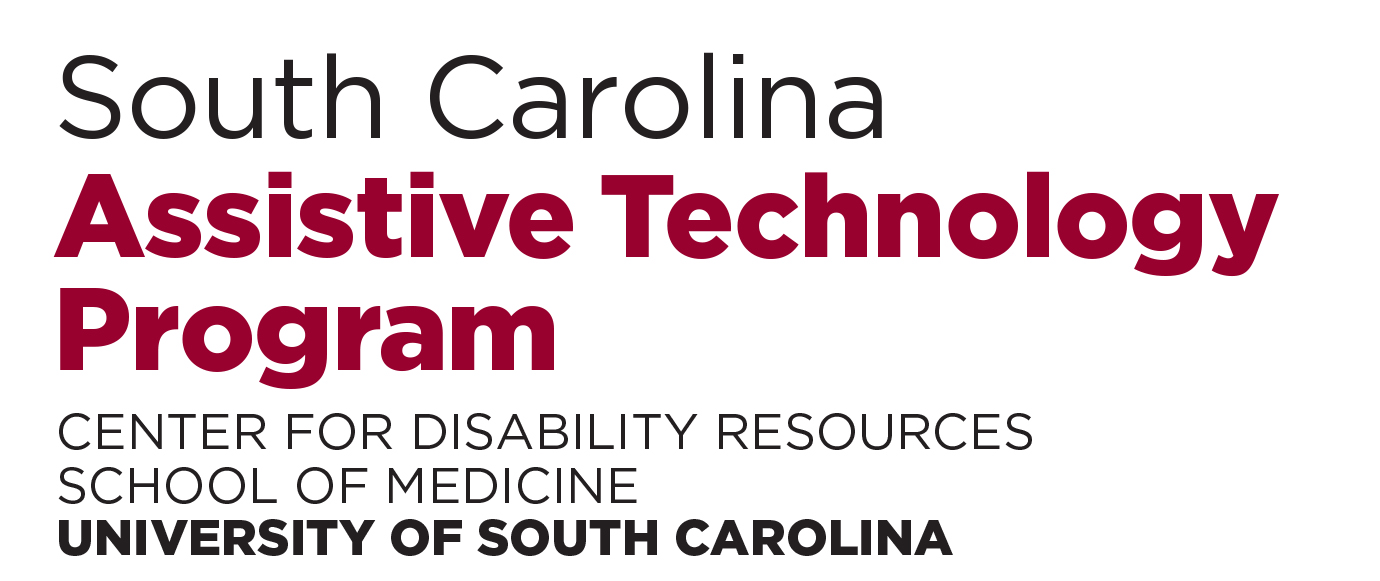 South Carolina
Assistive Technology
Program
CENTER FOR DISABILITY RESOURCES
SCHOOL OF MEDICINE
UNIVERSITY OF SOUTH CAROLINA